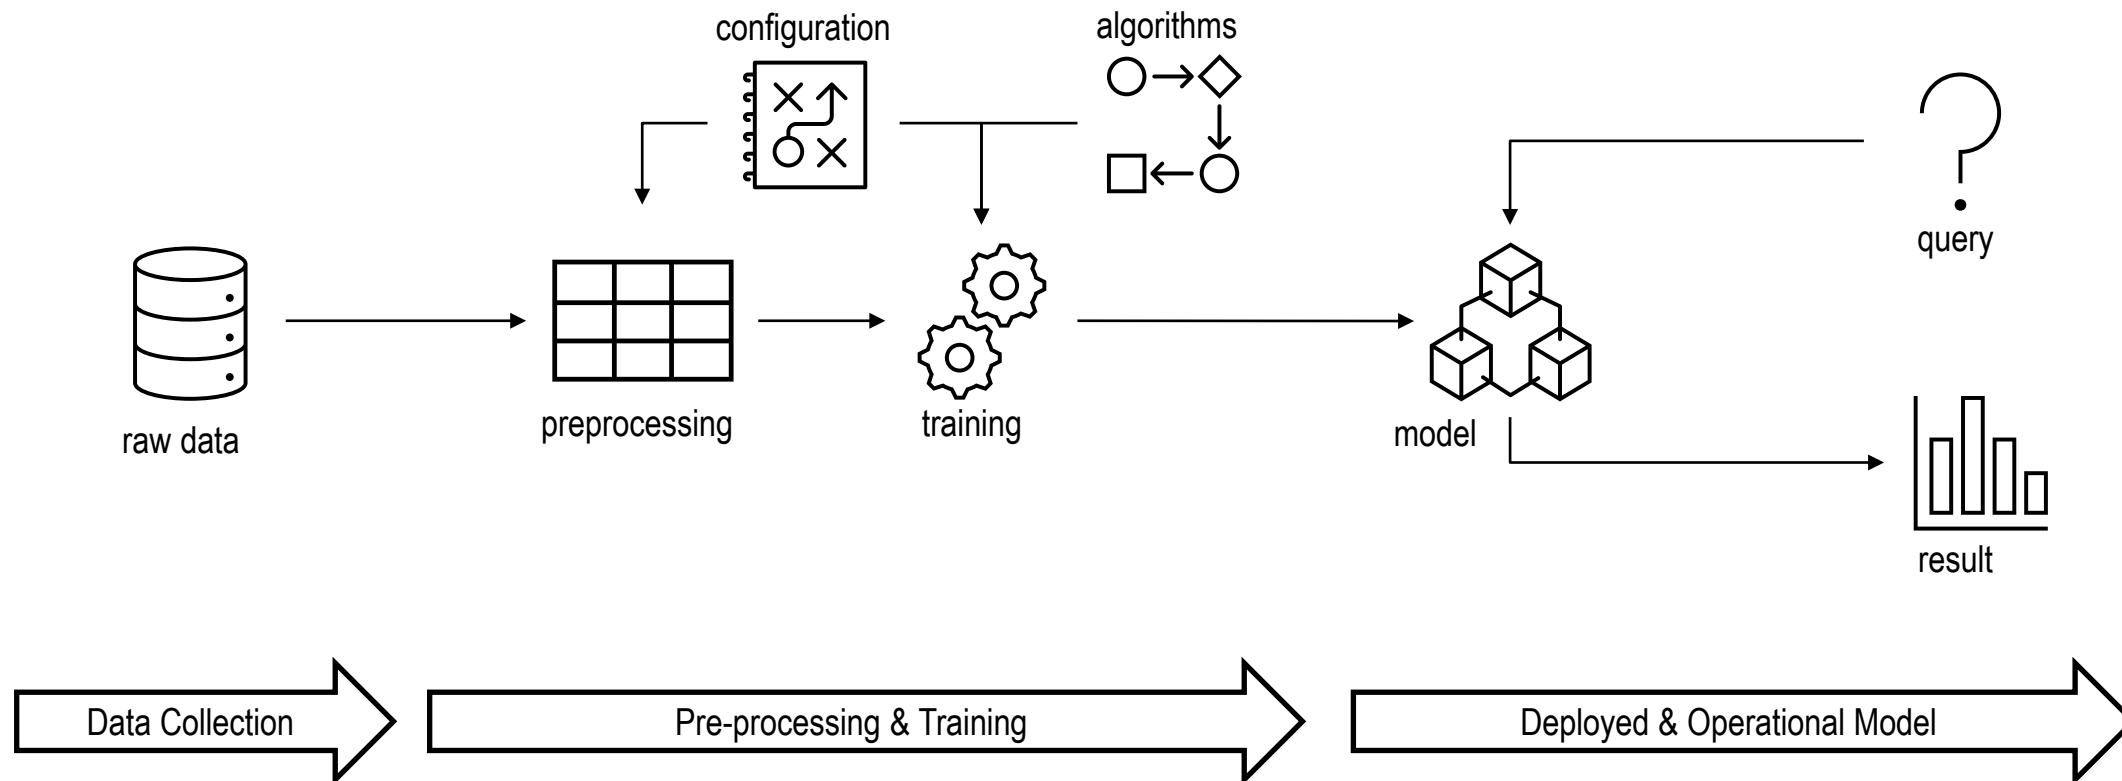 configuration
algorithms
query
raw data
preprocessing
training
model
result
Data Collection
Pre-processing & Training
Deployed & Operational Model